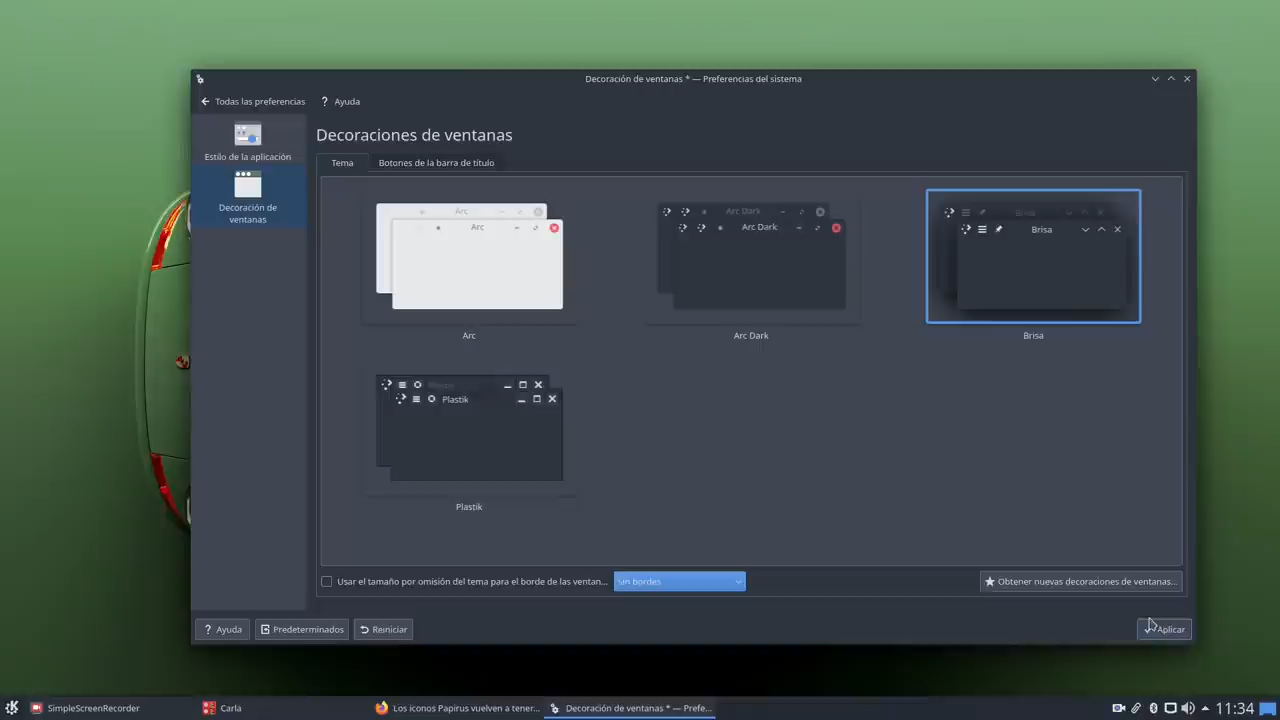 Decoración de ventanas * — Preferencias del sistema
Todas las preferencias
? Ayuda
Estilo de la aplicación
Decoración de
ventanas
Decoraciones de ventanas
Tema
Botones de la barra de título
Arc
Arc
Arc
Arc Dark
Arc Dark
Arc Dark
Brisa
Brisa
Brisa
Plastik
Plastik
Plastik
Usar el tamaño por omisión del tema para el borde de las ventan...
Sin bordes
Obtener nuevas decoraciones de ventanas...
? Ayuda
Predeterminados
Reiniciar
Aplicar
SimpleScreenRecorder
Carla
Los iconos Papirus vuelven a tener...
Decoración de ventanas * — Prefe...
11:34